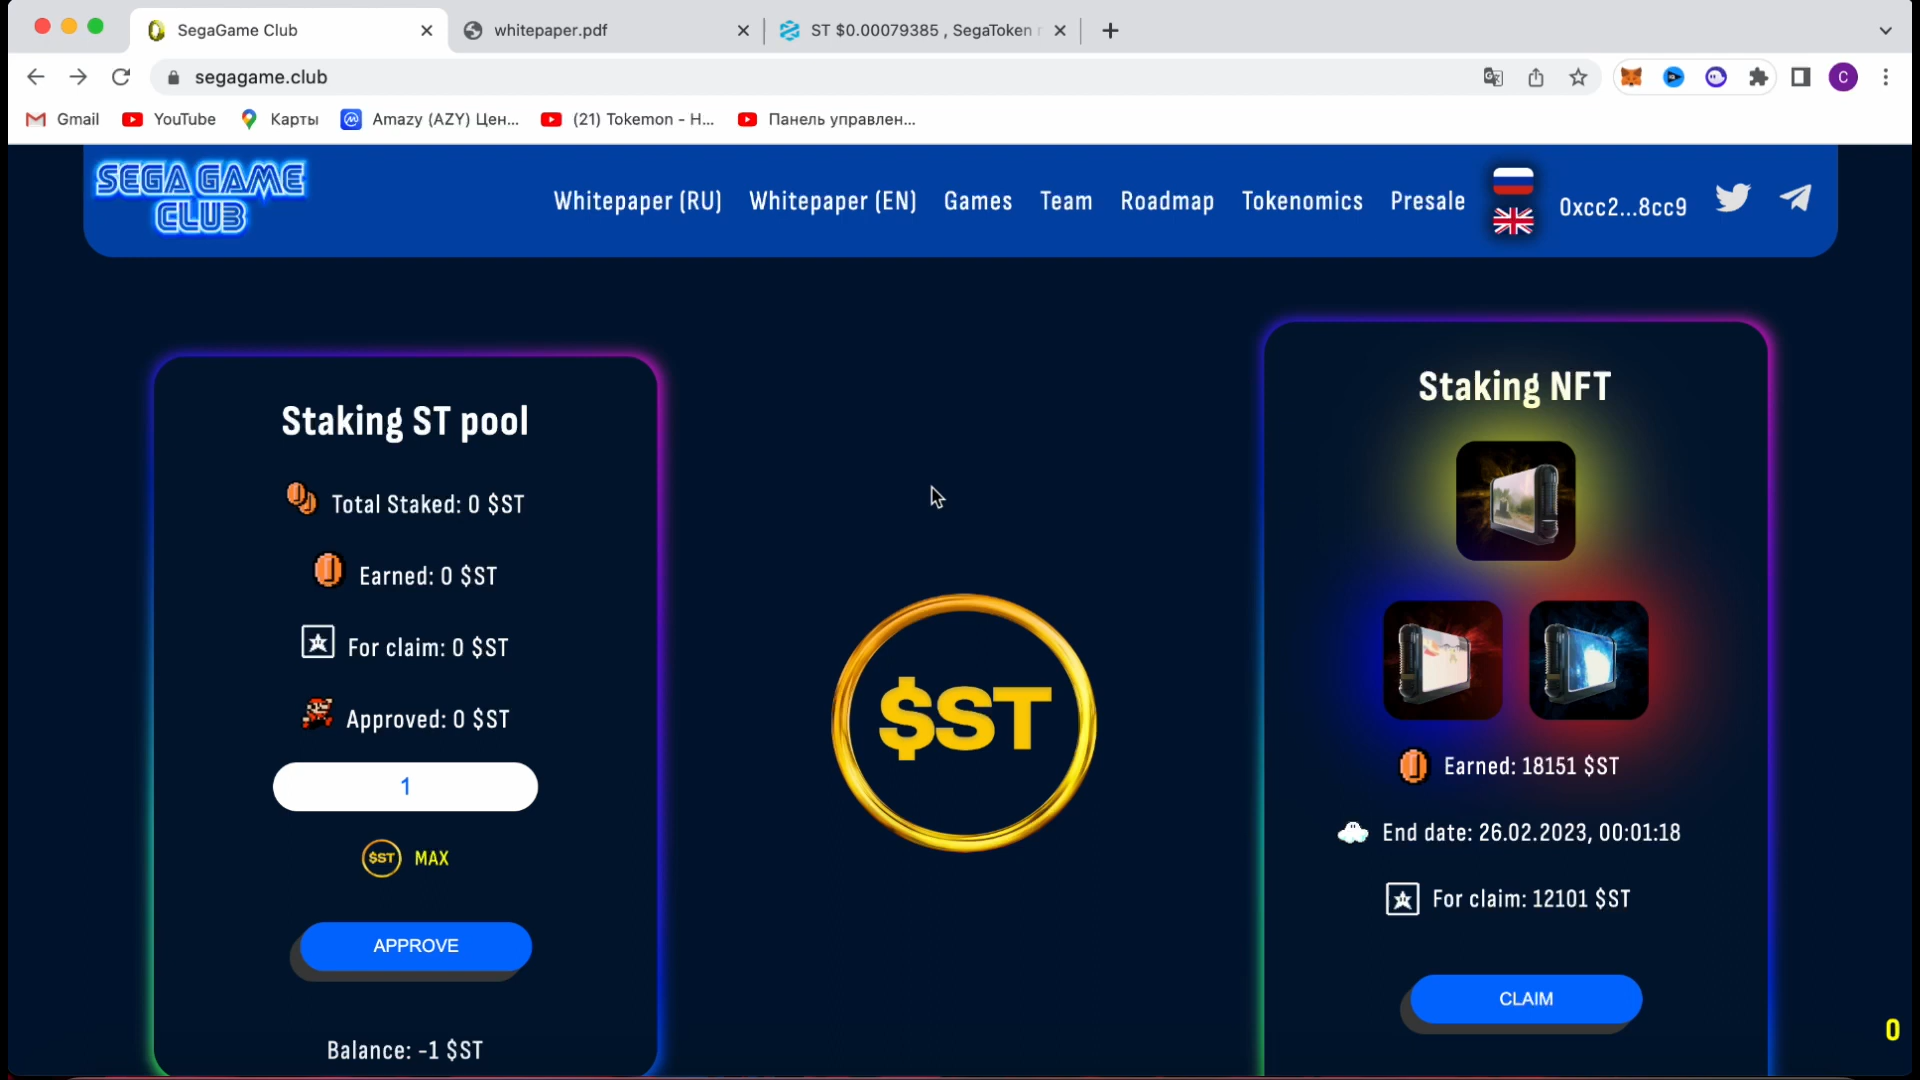 SegaGame Club
whitepaper.pdf
ST $0.00079385 , SegaToken
segagame.club
C
Gmail
YouTube
Карты
Amazy (AZY) Цен...
(21) Tokemon - H...
Панель управлен...
SEGA GAME
CLUB
Whitepaper (RU)
Whitepaper (EN)
Games
Team
Roadmap
Tokenomics
Presale
0xcc2...8cc9
Staking ST pool
Total Staked: 0 $ST
Earned: 0 $ST
For claim: 0 $ST
Approved: 0 $ST
1
$ST
MAX
APPROVE
Balance: -1 $ST
$ST
Staking NFT
Earned: 18151 $ST
End date: 26.02.2023, 00:01:18
For claim: 12101 $ST
CLAIM
0